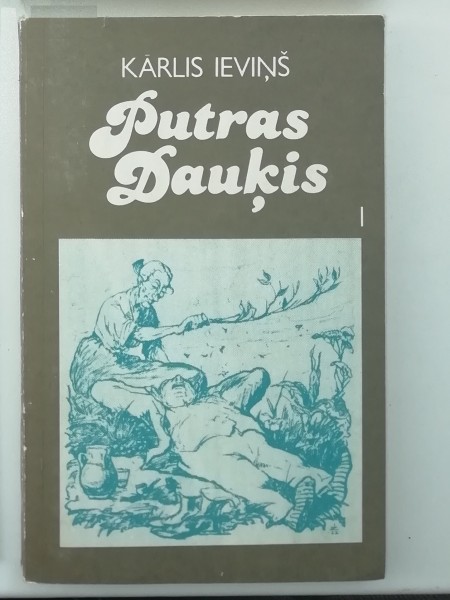 KĀRLIS IEVIŅŠ
Putras
Dauķis
I